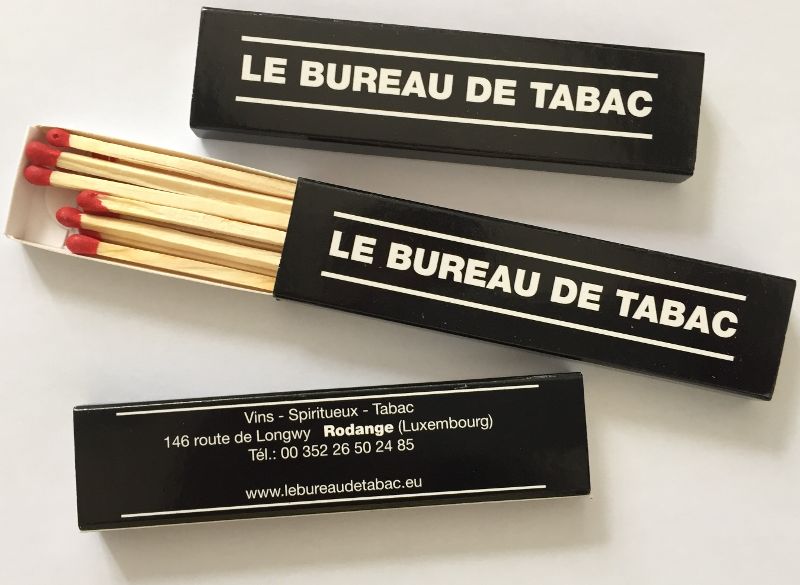 LE BUREAU DE TABAC
LE BUREAU DE TABAC
Vins - Spiritueux - Tabac
146 route de Longwy Rodange (Luxembourg)
Tél.: 00 352 26 50 24 85
www.lebureaudetabac.eu